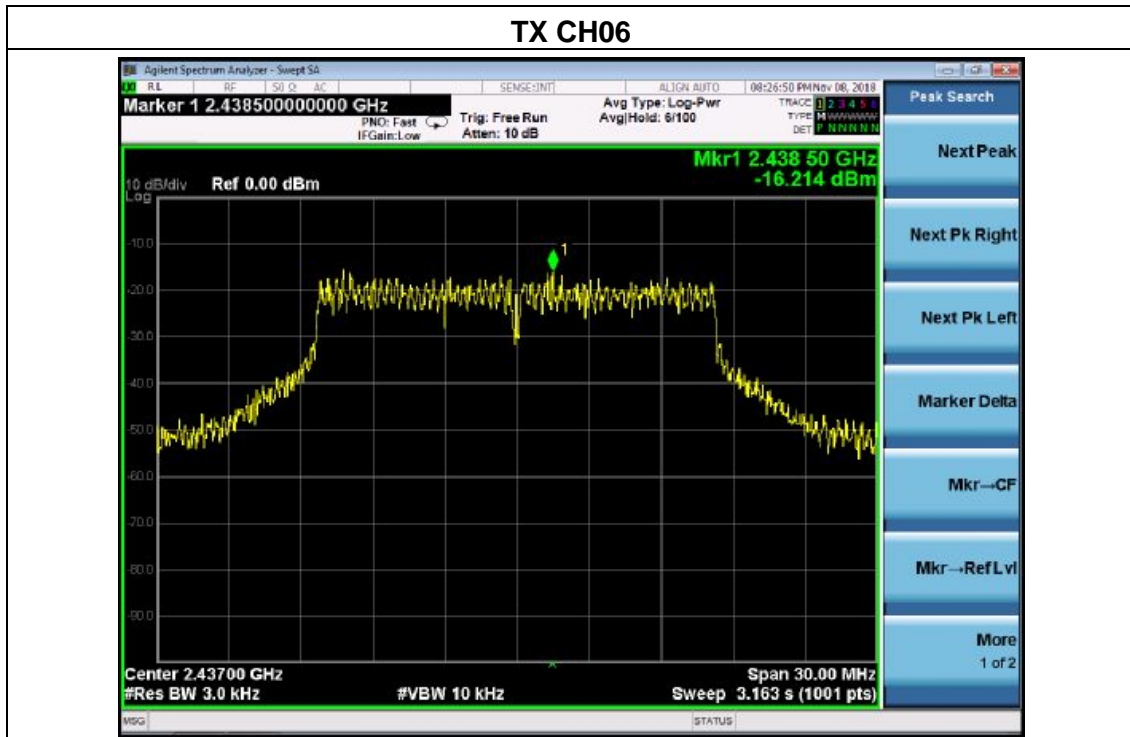 TX CH06
Agilent Spectrum Analyzer - Swept SA
RL RF 50 Ω AC SENSE:INT ALIGN AUTO 08:26:50 PM Nov 08, 2018
Marker 1 2.438500000000 GHz
PNO: Fast
IFGain:Low
Trig: Free Run
Atten: 10 dB
Avg Type: Log-Pwr
Avg|Hold: 6/100
TRACE 1 2 3 4 5 6
TYPE M WWWWW
DET P N N N N N
Peak Search
Mkr1 2.438 50 GHz
-16.214 dBm
10 dB/div Ref 0.00 dBm
Log
1
-10.0
-20.0
-30.0
-40.0
-50.0
-60.0
-70.0
-80.0
-90.0
Center 2.43700 GHz Span 30.00 MHz
#Res BW 3.0 kHz #VBW 10 kHz Sweep 3.163 s (1001 pts)
Next Peak
Next Pk Right
Next Pk Left
Marker Delta
Mkr→CF
Mkr→Ref Lvl
More
1 of 2
MSG STATUS